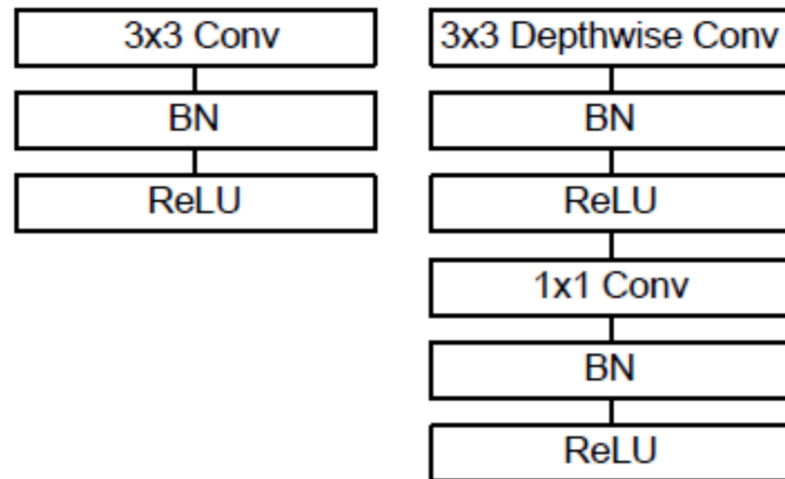 3x3 Conv
BN
ReLU
3x3 Depthwise Conv
BN
ReLU
1x1 Conv
BN
ReLU